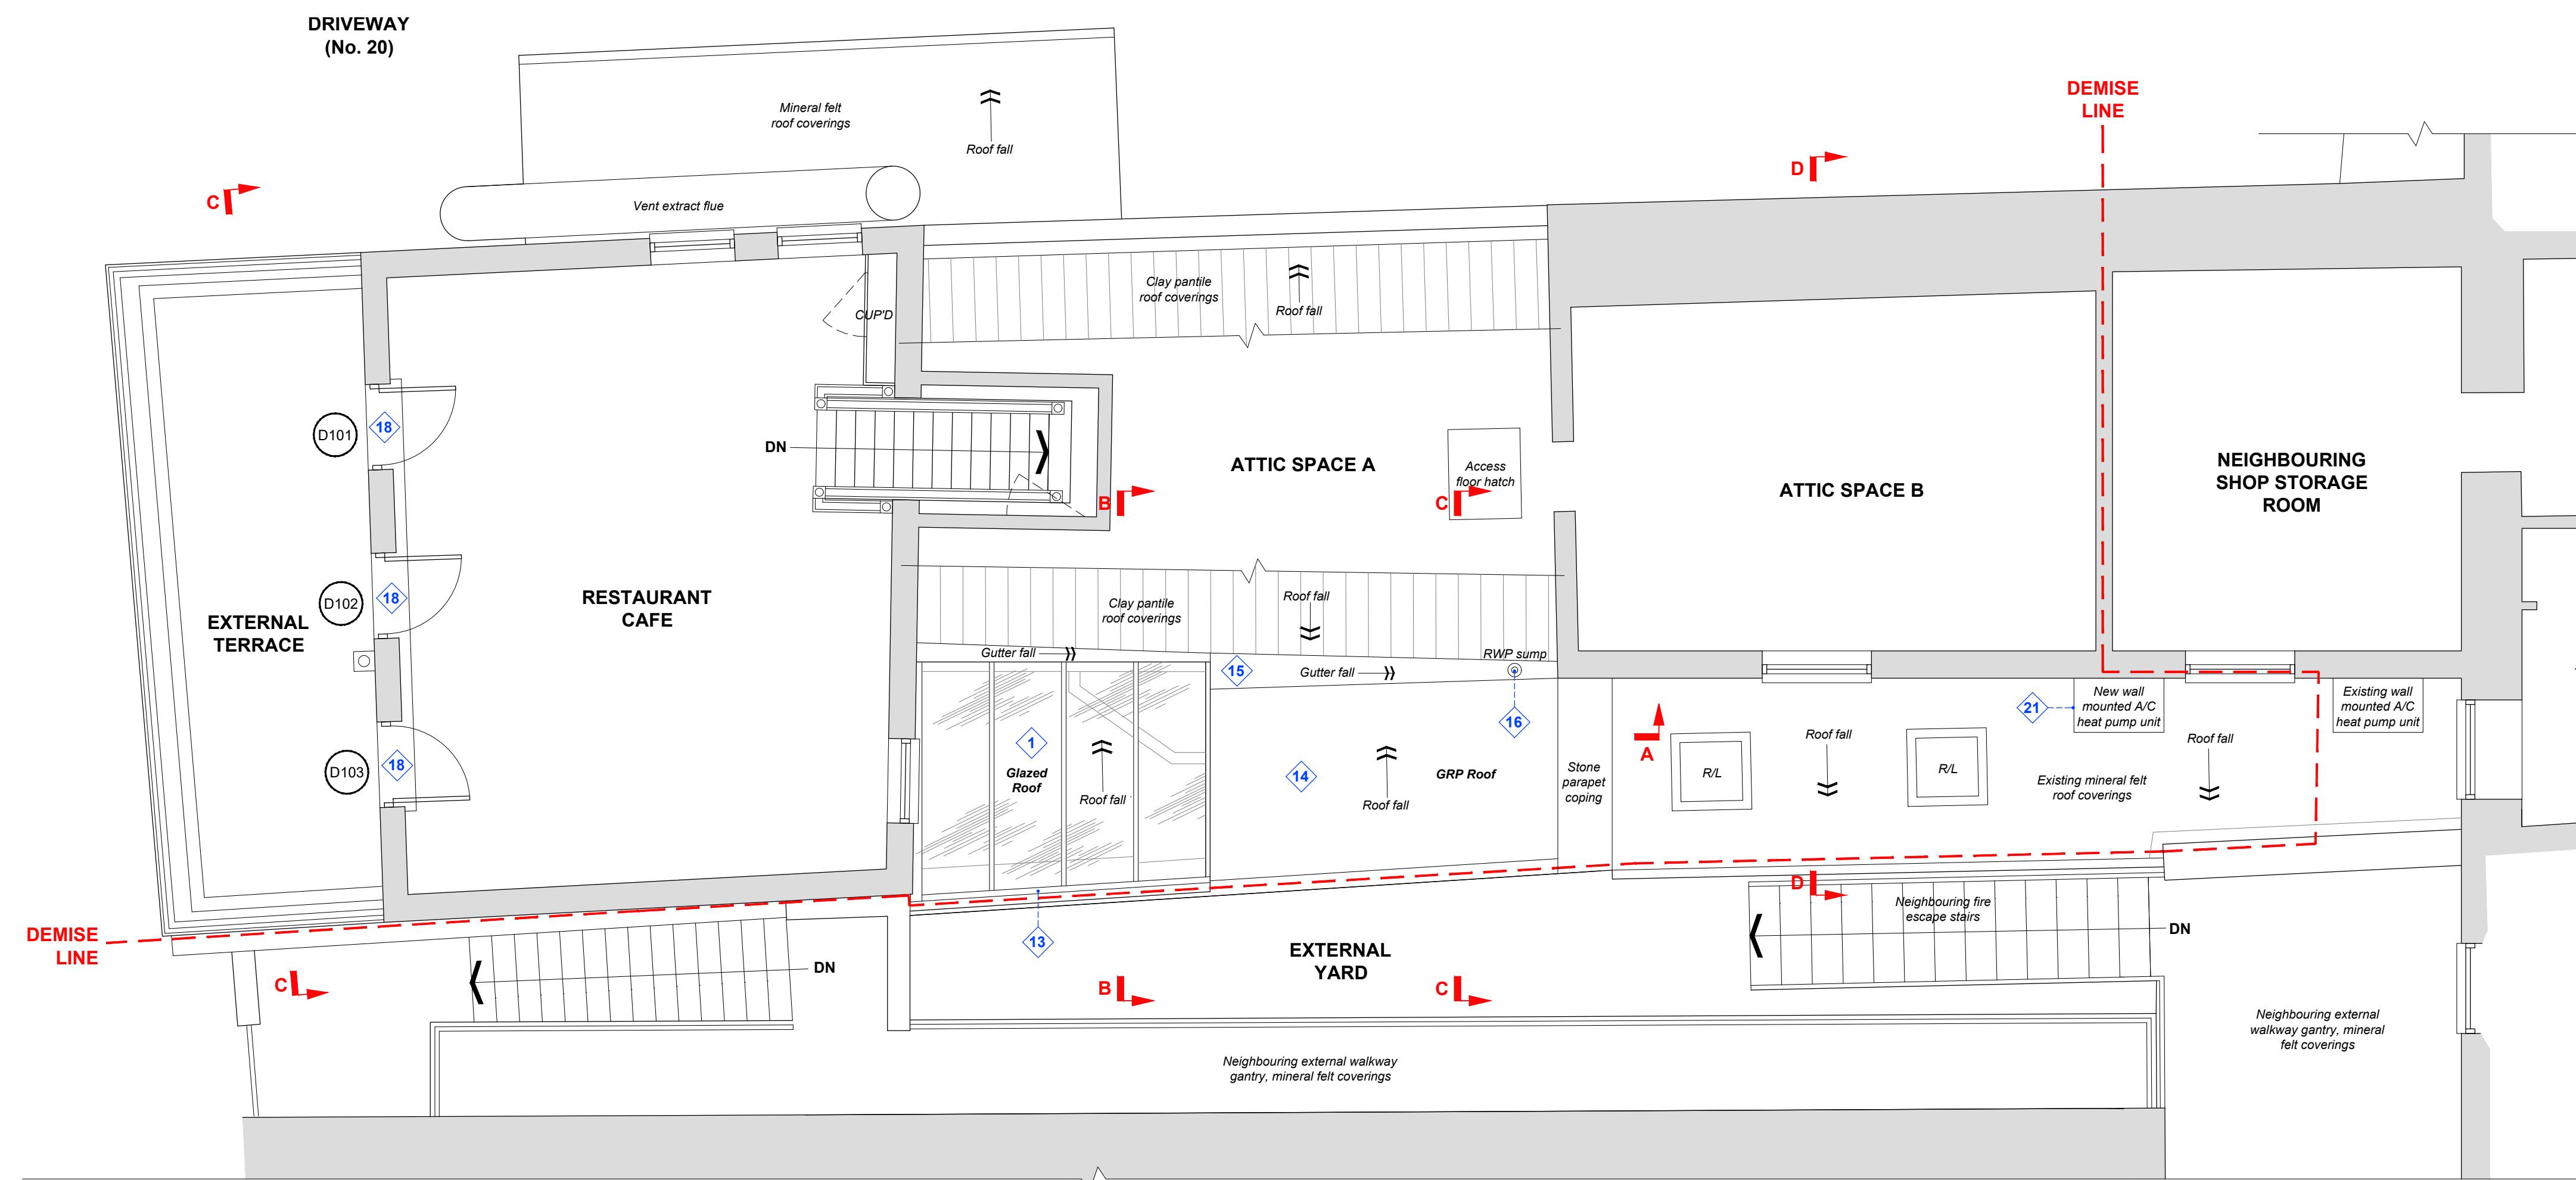 DRIVEWAY
(No. 20)
Mineral felt
roof coverings
Roof fall
DEMISE
LINE
D
C
Vent extract flue
Clay pantile
roof coverings
Roof fall
CUP'D
D101
18
DN
ATTIC SPACE A
Access
floor hatch
B
C
ATTIC SPACE B
NEIGHBOURING
SHOP STORAGE
ROOM
D102
18
EXTERNAL
TERRACE
RESTAURANT
CAFE
Clay pantile
roof coverings
Roof fall
Gutter fall
15
Gutter fall
RWP sump
16
21
New wall
mounted A/C
heat pump unit
Existing wall
mounted A/C
heat pump unit
D103
18
1
Glazed
Roof
Roof fall
14
Roof fall
GRP Roof
Stone
parapet
coping
A
R/L
Roof fall
R/L
Existing mineral felt
roof coverings
Roof fall
DEMISE
LINE
C
DN
13
B
EXTERNAL
YARD
C
D
Neighbouring fire
escape stairs
DN
Neighbouring external walkway
gantry, mineral felt coverings
Neighbouring external
walkway gantry, mineral
felt coverings